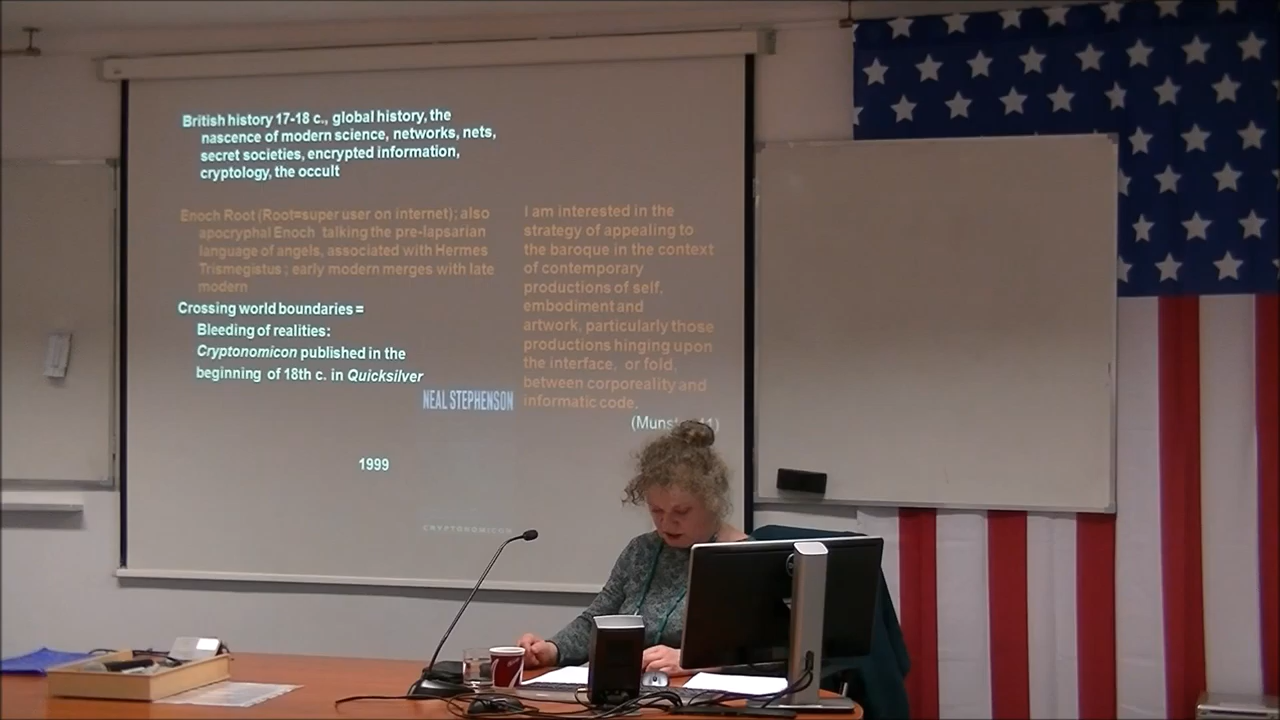 British history 17-18 c., global history, the
nascence of modern science, networks, nets,
secret societies, encrypted information,
cryptology, the occult
Enoch Root (Root=super user on internet); also
apocryphal Enoch talking the pre-lapsarian
language of angels, associated with Hermes
Trismegistus ; early modern merges with late
modern
Crossing world boundaries =
Bleeding of realities:
Cryptonomicon published in the
beginning of 18th c. in Quicksilver
NEAL STEPHENSON
1999
CRYPTONOMICON
I am interested in the
strategy of appealing to
the baroque in the context
of contemporary
productions of self,
embodiment and
artwork, particularly those
productions hinging upon
the interface, or fold,
between corporeality and
informatic code.